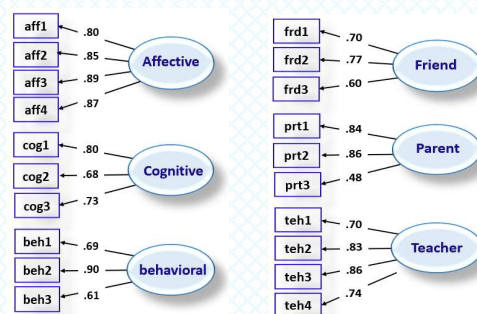 aff1 .80
aff2 .85
Affective
aff3 .89
aff4 .87
cog1 .80
cog2 .68
Cognitive
cog3 .73
beh1 .69
beh2 .90
behavioral
beh3 .61
frd1 .70
frd2 .77
Friend
frd3 .60
prt1 .84
prt2 .86
Parent
prt3 .48
teh1 .70
teh2 .83
Teacher
teh3 .86
teh4 .74